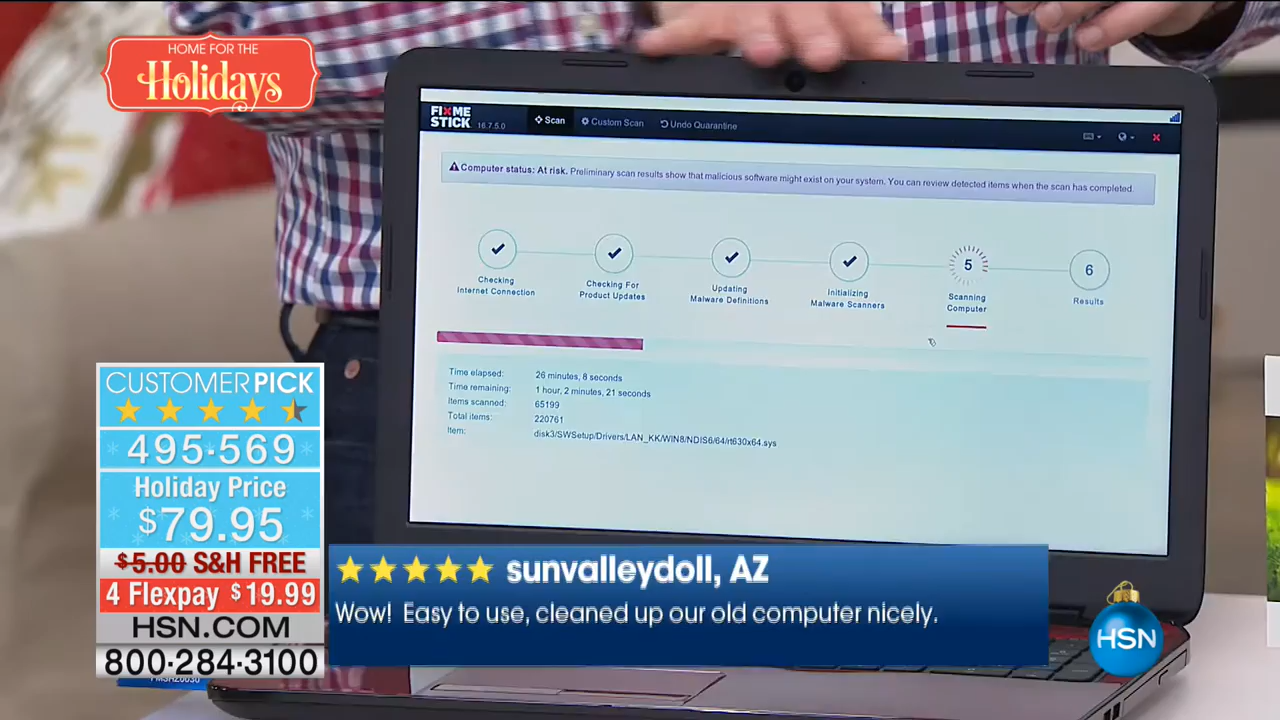 HOME FOR THE
Holidays
FIXME
STICK
16.7.5.0
Scan
Custom Scan
Undo Quarantine
Computer status: At risk. Preliminary scan results show that malicious software might exist on your system. You can review detected items when the scan has completed.
5
6
Checking
Internet Connection
Checking For
Product Updates
Updating
Malware Definitions
Initializing
Malware Scanners
Scanning
Computer
Results
Time elapsed: 26 minutes, 8 seconds
Time remaining: 1 hour, 2 minutes, 21 seconds
Items scanned: 65199
Total items: 220761
Item: disk3/SWSetup/Drivers/LAN_KK/WIN8/NDIS6/64/rt630x64.sys
CUSTOMER PICK
495-569
Holiday Price
$79.95
$5.00 S&H FREE
4 Flexpay $19.99
HSN.COM
800-284-3100
sunvalleydoll, AZ
Wow! Easy to use, cleaned up our old computer nicely.
HSN